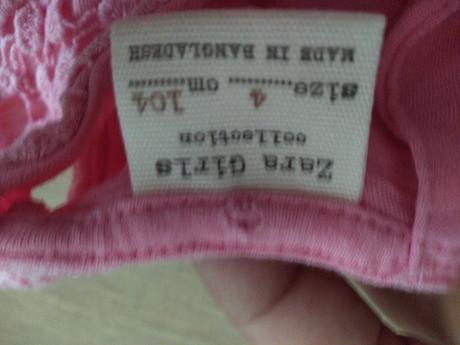 Zara Girls
collection
size.......4... cm 104
MADE IN BANGLADESH